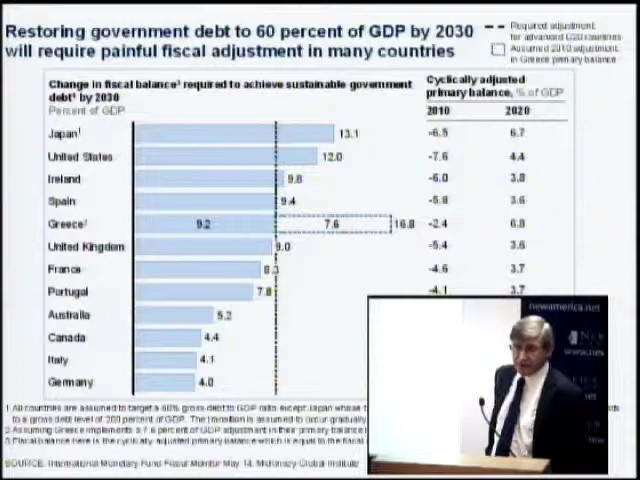 Restoring government debt to 60 percent of GDP by 2030
will require painful fiscal adjustment in many countries
Required adjustment
for advanced G20 countries
Assumed 2010 adjustment
in Greece primary balance
Change in fiscal balance³ required to achieve sustainable government
debt¹ by 2030
Percent of GDP
Cyclically adjusted
primary balance, % of GDP
2010 2020
Japan¹ 13.1 -6.5 6.7
United States 12.0 -7.6 4.4
Ireland 9.8 -6.0 3.8
Spain 9.4 -5.8 3.6
Greece² 9.2 7.6 16.8 -2.4 6.8
United Kingdom 9.0 -5.4 3.6
France 8.3 -4.6 3.7
Portugal 7.8 -4.1 3.7
Australia 5.2
Canada 4.4
Italy 4.1
Germany 4.0
newamerica.net
www.
1 All countries are assumed to target a 60% gross debt to GDP ratio except Japan whose
to a gross debt level of 200 percent of GDP. The transition is assumed to occur gradually
2 Assuming Greece implements a 7.6 percent of GDP adjustment in their primary balance
3 Fiscal balance here is the cyclically adjusted primary balance which is equal to the fiscal
SOURCE: International Monetary Fund Fiscal Monitor May 14, McKinsey Global Institute